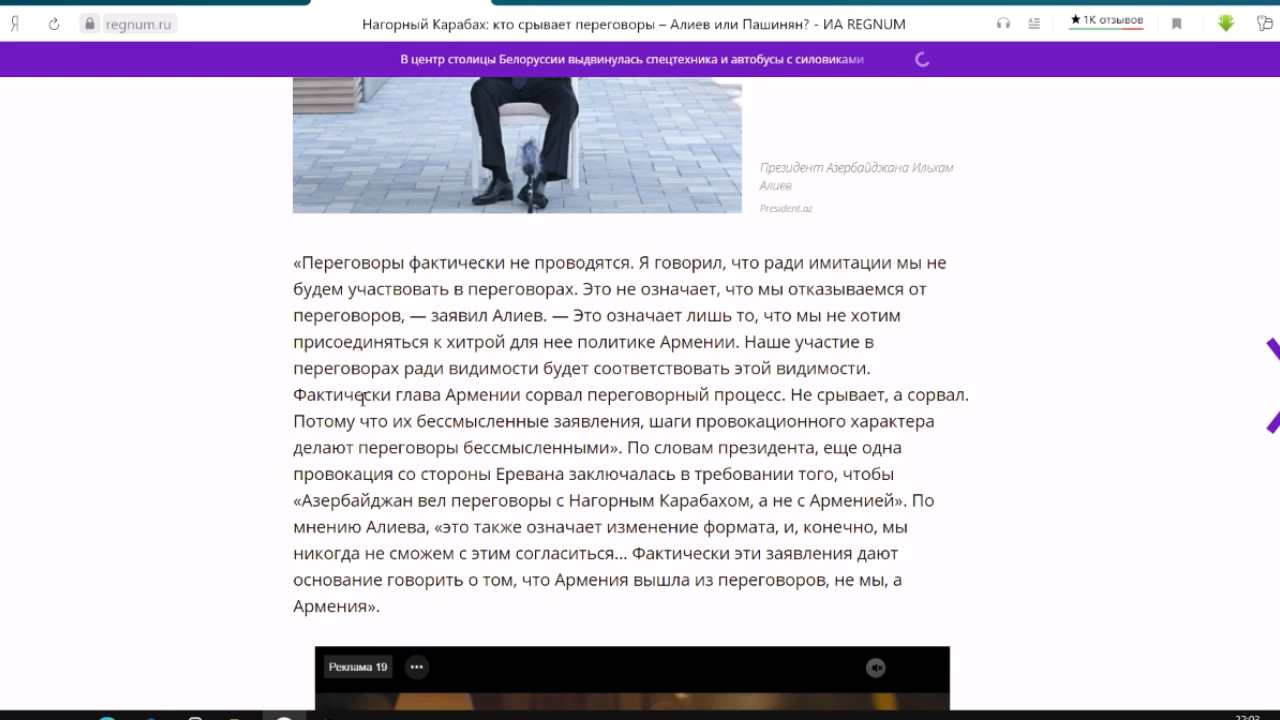 Я
regnum.ru
Нагорный Карабах: кто срывает переговоры – Алиев или Пашинян? - ИА REGNUM
★ 1К отзывов
В центр столицы Белоруссии выдвинулась спецтехника и автобусы с силовиками
Президент Азербайджана Ильхам
Алиев
President.az
«Переговоры фактически не проводятся. Я говорил, что ради имитации мы не
будем участвовать в переговорах. Это не означает, что мы отказываемся от
переговоров, — заявил Алиев. — Это означает лишь то, что мы не хотим
присоединяться к хитрой для нее политике Армении. Наше участие в
переговорах ради видимости будет соответствовать этой видимости.
Фактически глава Армении сорвал переговорный процесс. Не срывает, а сорвал.
Потому что их бессмысленные заявления, шаги провокационного характера
делают переговоры бессмысленными». По словам президента, еще одна
провокация со стороны Еревана заключалась в требовании того, чтобы
«Азербайджан вел переговоры с Нагорным Карабахом, а не с Арменией». По
мнению Алиева, «это также означает изменение формата, и, конечно, мы
никогда не сможем с этим согласиться... Фактически эти заявления дают
основание говорить о том, что Армения вышла из переговоров, не мы, а
Армения».
Реклама 19